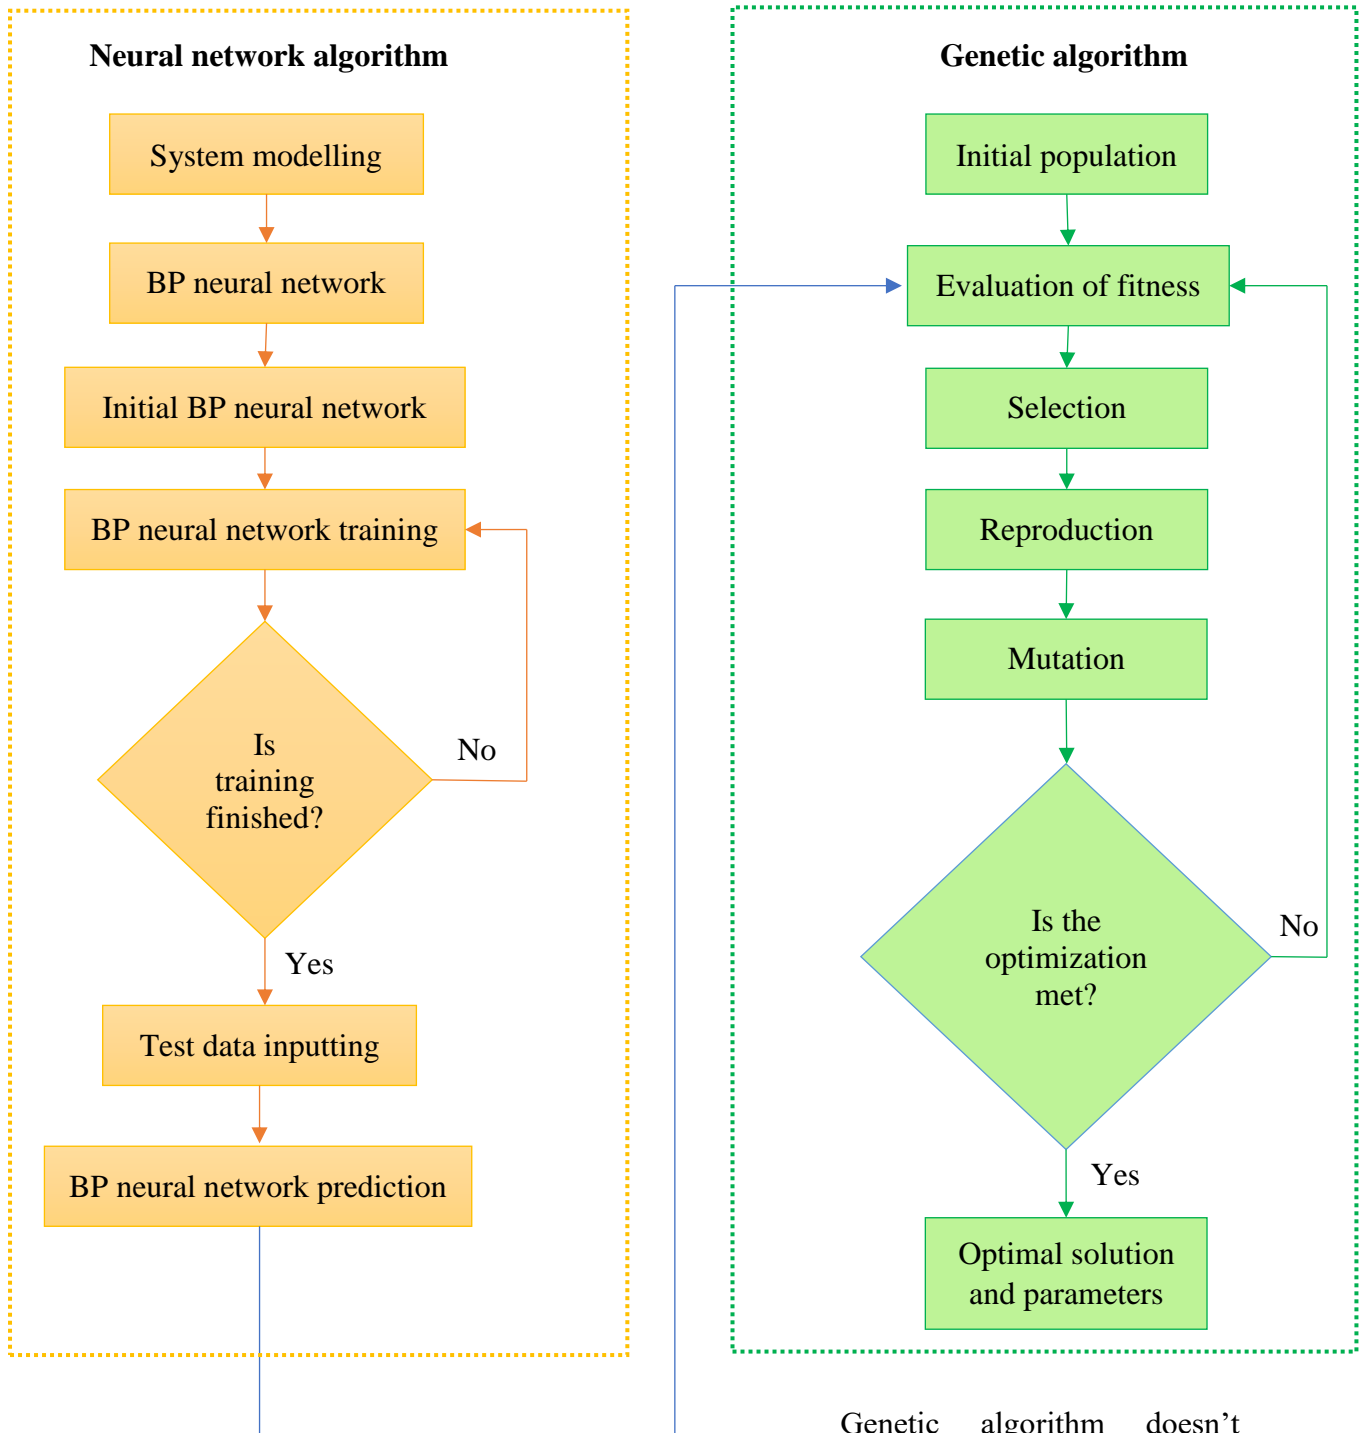 Neural network algorithm
System modelling
BP neural network
Initial BP neural network
BP neural network training
Is
training
finished?
No
Yes
Test data inputting
BP neural network prediction
Genetic algorithm
Initial population
Evaluation of fitness
Selection
Reproduction
Mutation
Is the
optimization
met?
No
Yes
Optimal solution
and parameters
Genetic algorithm doesn’t